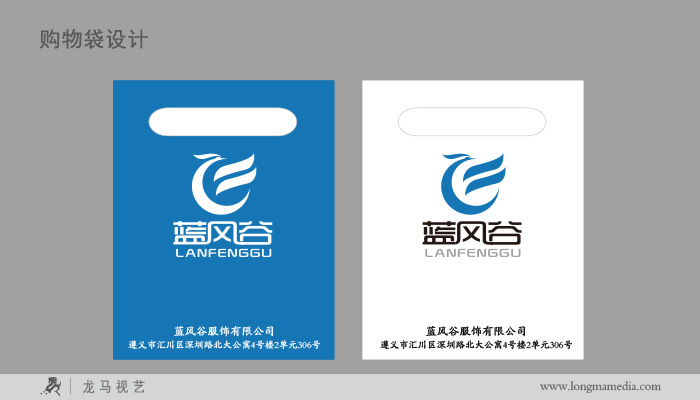 购物袋设计
蓝风谷
LANFENGGU
蓝风谷服饰有限公司
遵义市汇川区深圳路北大公寓4号楼2单元306号
蓝风谷
LANFENGGU
蓝风谷服饰有限公司
遵义市汇川区深圳路北大公寓4号楼2单元306号
龙马视艺
www.longmamedia.com